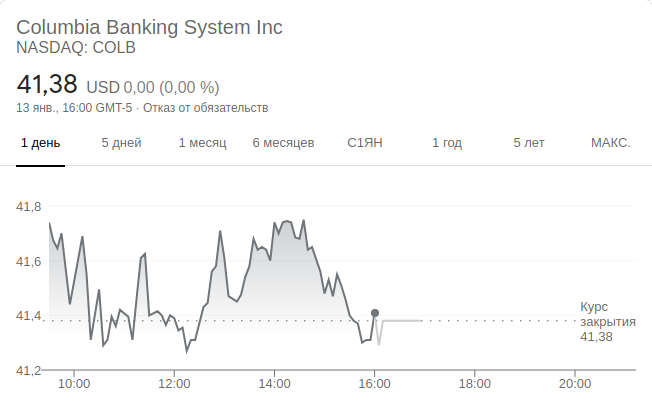 Columbia Banking System Inc
NASDAQ: COLB
41,38 USD 0,00 (0,00 %)
13 янв., 16:00 GMT-5 · Отказ от обязательств
1 день 5 дней 1 месяц 6 месяцев С1ЯН 1 год 5 лет МАКС.
41,8
41,6
41,4
41,2
Курс
закрытия
41,38
10:00 12:00 14:00 16:00 18:00 20:00